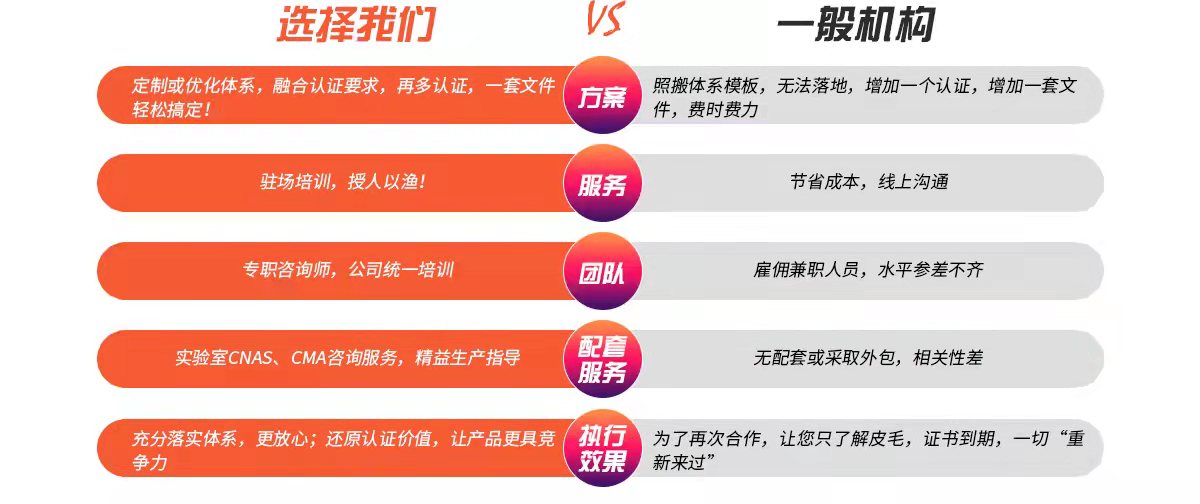 选择我们
VS
一般机构
定制或优化体系，融合认证要求，再多认证，一套文件
轻松搞定！
方案
照搬体系模板，无法落地，增加一个认证，增加一套文
件，费时费力
驻场培训，授人以渔！
服务
节省成本，线上沟通
专职咨询师，公司统一培训
团队
雇佣兼职人员，水平参差不齐
实验室CNAS、CMA咨询服务，精益生产指导
配套
服务
无配套或采取外包，相关性差
充分落实体系，更放心；还原认证价值，让产品更具竞
争力
执行
效果
为了再次合作，让您只了解皮毛，证书到期，一切“重
新来过”